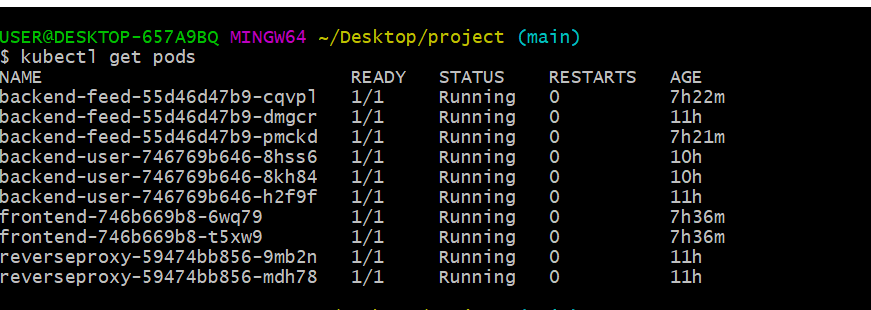 USER@DESKTOP-657A9BQ MINGW64 ~/Desktop/project (main)
$ kubectl get pods
NAME READY STATUS RESTARTS AGE
backend-feed-55d46d47b9-cqvpl 1/1 Running 0 7h22m
backend-feed-55d46d47b9-dmgcr 1/1 Running 0 11h
backend-feed-55d46d47b9-pmckd 1/1 Running 0 7h21m
backend-user-746769b646-8hss6 1/1 Running 0 10h
backend-user-746769b646-8kh84 1/1 Running 0 10h
backend-user-746769b646-h2f9f 1/1 Running 0 11h
frontend-746b669b8-6wq79 1/1 Running 0 7h36m
frontend-746b669b8-t5xw9 1/1 Running 0 7h36m
reverseproxy-59474bb856-9mb2n 1/1 Running 0 11h
reverseproxy-59474bb856-mdh78 1/1 Running 0 11h